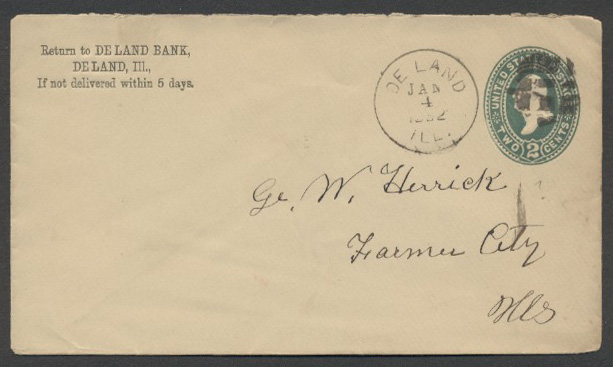 Return to DE LAND BANK,
DE LAND, Ill.,
If not delivered within 5 days.
DE LAND
JAN
4
ILL.
UNITED STATES POSTAGE
TWO 2 CENTS
Ge. W. Herrick
Farmer City
Ills